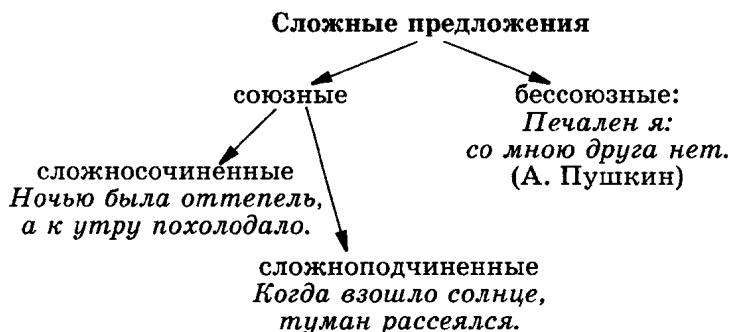 Сложные предложения
союзные
бессоюзные:
Печален я:
со мною друга нет.
(А. Пушкин)
сложносочиненные
Ночью была оттепель,
а к утру похолодало.
сложноподчиненные
Когда взошло солнце,
туман рассеялся.